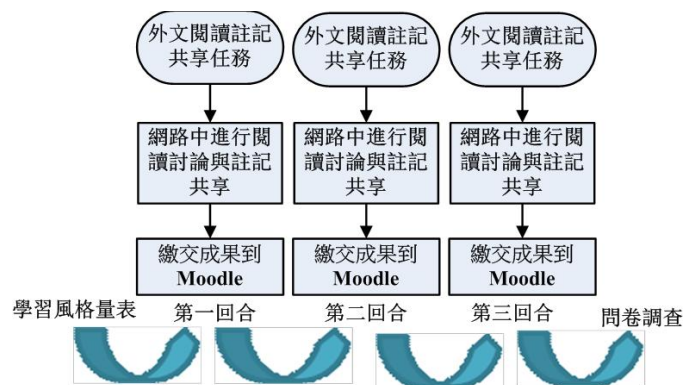 外文閱讀註記
共享任務
外文閱讀註記
共享任務
外文閱讀註記
共享任務
網路中進行閱
讀討論與註記
共享
網路中進行閱
讀討論與註記
共享
網路中進行閱
讀討論與註記
共享
繳交成果到
Moodle
繳交成果到
Moodle
繳交成果到
Moodle
學習風格量表
第一回合
第二回合
第三回合
問卷調查